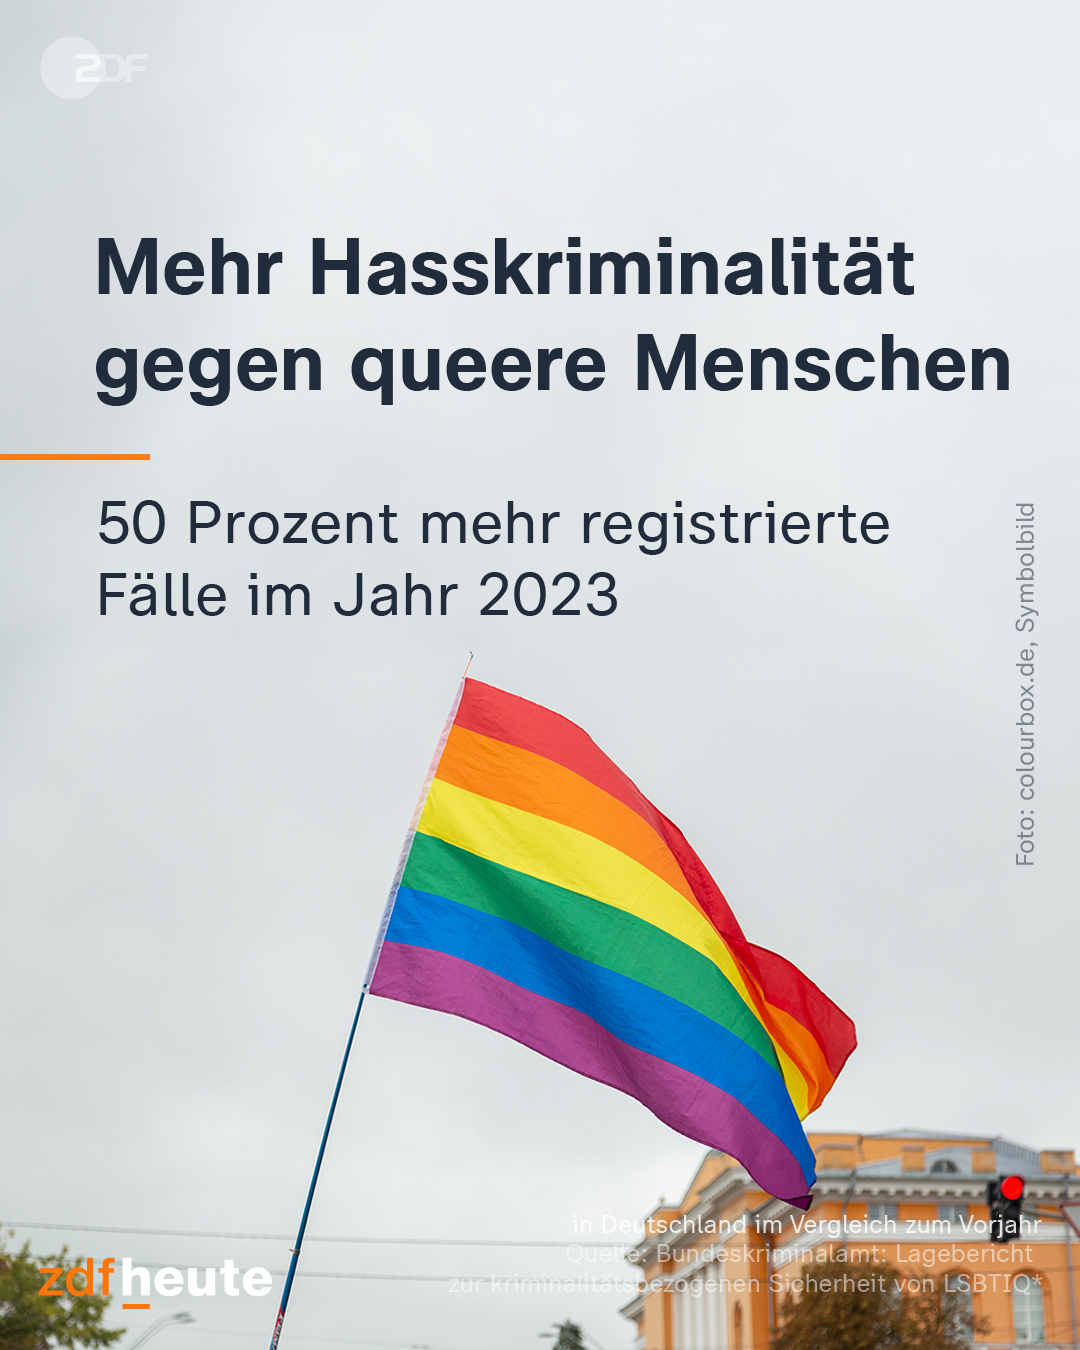 ZDF
Mehr Hasskriminalität
gegen queere Menschen
50 Prozent mehr registrierte
Fälle im Jahr 2023
Foto: colourbox.de, Symbolbild
in Deutschland im Vergleich zum Vorjahr
Quelle: Bundeskriminalamt: Lagebericht
zur kriminalitätsbezogenen Sicherheit von LSBTIQ*
zdfheute